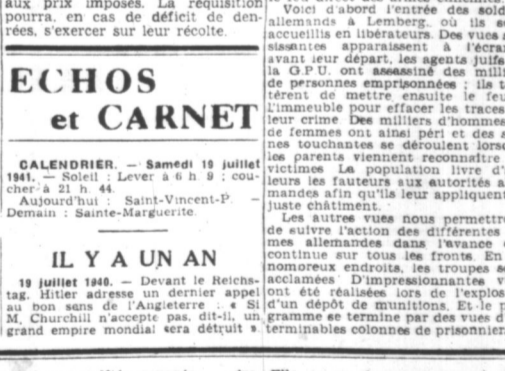 aux prix imposés. La réquisition
pourra, en cas de déficit de den-
rées, s'exercer sur leur récolte.
ECHOS
et CARNET
CALENDRIER. — Samedi 19 juillet
1941. — Soleil : Lever à 6 h 9 ; cou-
cher à 21 h 44.
Aujourd'hui : Saint-Vincent-P. —
Demain : Sainte-Marguerite.
IL Y A UN AN
19 juillet 1940. — Devant le Reichs-
tag, Hitler adresse un dernier appel
au bon sens de l'Angleterre : « Si
M. Churchill n'accepte pas, dit-il, un
grand empire mondial sera détruit ».
Voici d'abord l'entrée des sold
allemands à Lemberg, où ils s
accueillis en libérateurs. Des vues
sissantes apparaissent à l'écra
avant leur départ, les agents juifs
la G.P.U. ont assassiné des milli
de personnes emprisonnées ; ils t
tèrent de mettre ensuite le feu
l'immeuble pour effacer les traces
leur crime Des milliers d'hommes
de femmes ont ainsi péri et des
nes touchantes se déroulent lorsq
les parents viennent reconnaître
victimes La population livre d'
leurs les fauteurs aux autorités a
mandes afin qu'ils leur appliquent
juste châtiment.
Les autres vues nous permettre
de suivre l'action des différentes
mes allemandes dans l'avance
continue sur tous les fronts. En
nomoreux endroits, les troupes s
acclamées D'impressionnantes v
ont été réalisées lors de l'explos
d'un dépôt de munitions. Et le p
gramme se termine par des vues d
terminables colonnes de prisonnier